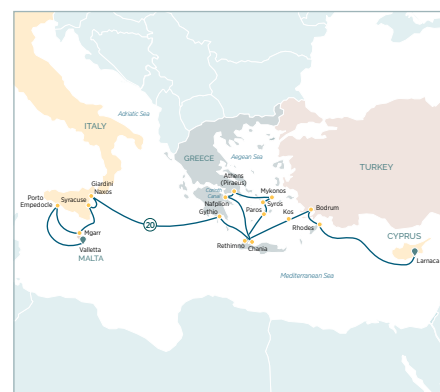 Adriatic Sea
ITALY
GREECE
Aegean Sea
TURKEY
Athens
(Piraeus)
Corinth
Canal
Mykonos
Nafplion
Syros
Gythio
Paros
Kos
Bodrum
Rhodes
Giardini
Naxos
Porto
Empedocle
Syracuse
20
Mgarr
Valletta
MALTA
Rethimno
Chania
CYPRUS
Larnaca
Mediterranean Sea